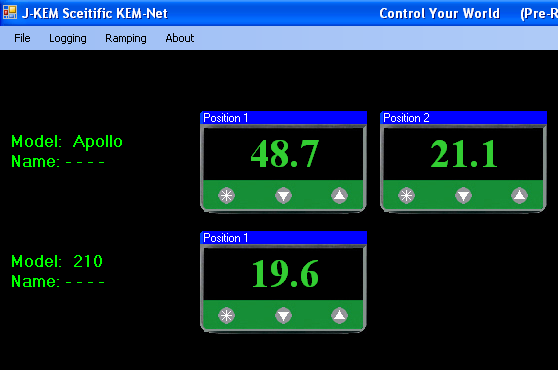 J-KEM Sceitific KEM-Net Control Your World (Pre-R
File Logging Ramping About
Position 1 Position 2
Model: Apollo 48.7 21.1
Name: - - - -
Position 1
Model: 210 19.6
Name: - - - -